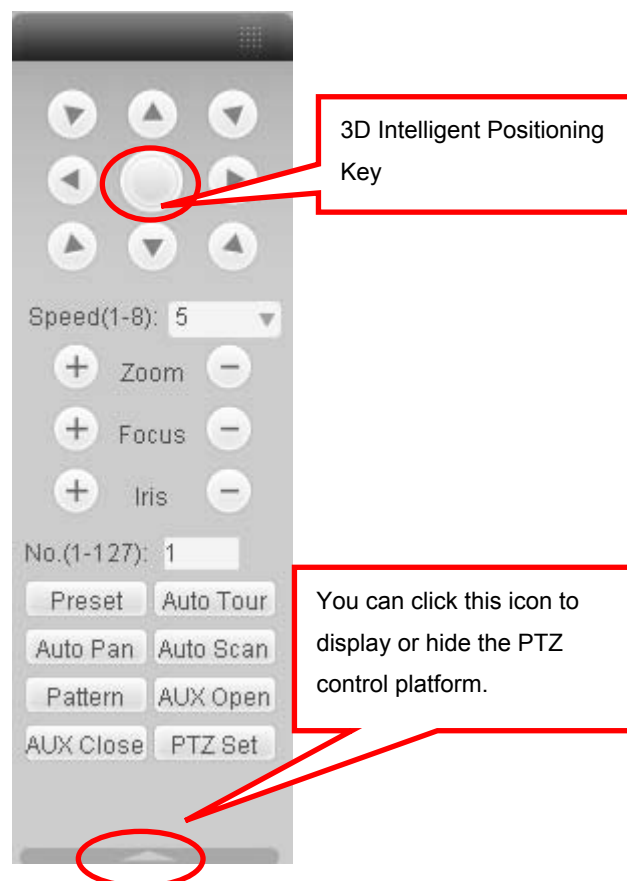 3D Intelligent Positioning
Key
Speed(1-8): 5
+ Zoom −
+ Focus −
+ Iris −
No.(1-127): 1
Preset Auto Tour
Auto Pan Auto Scan
Pattern AUX Open
AUX Close PTZ Set
You can click this icon to
display or hide the PTZ
control platform.